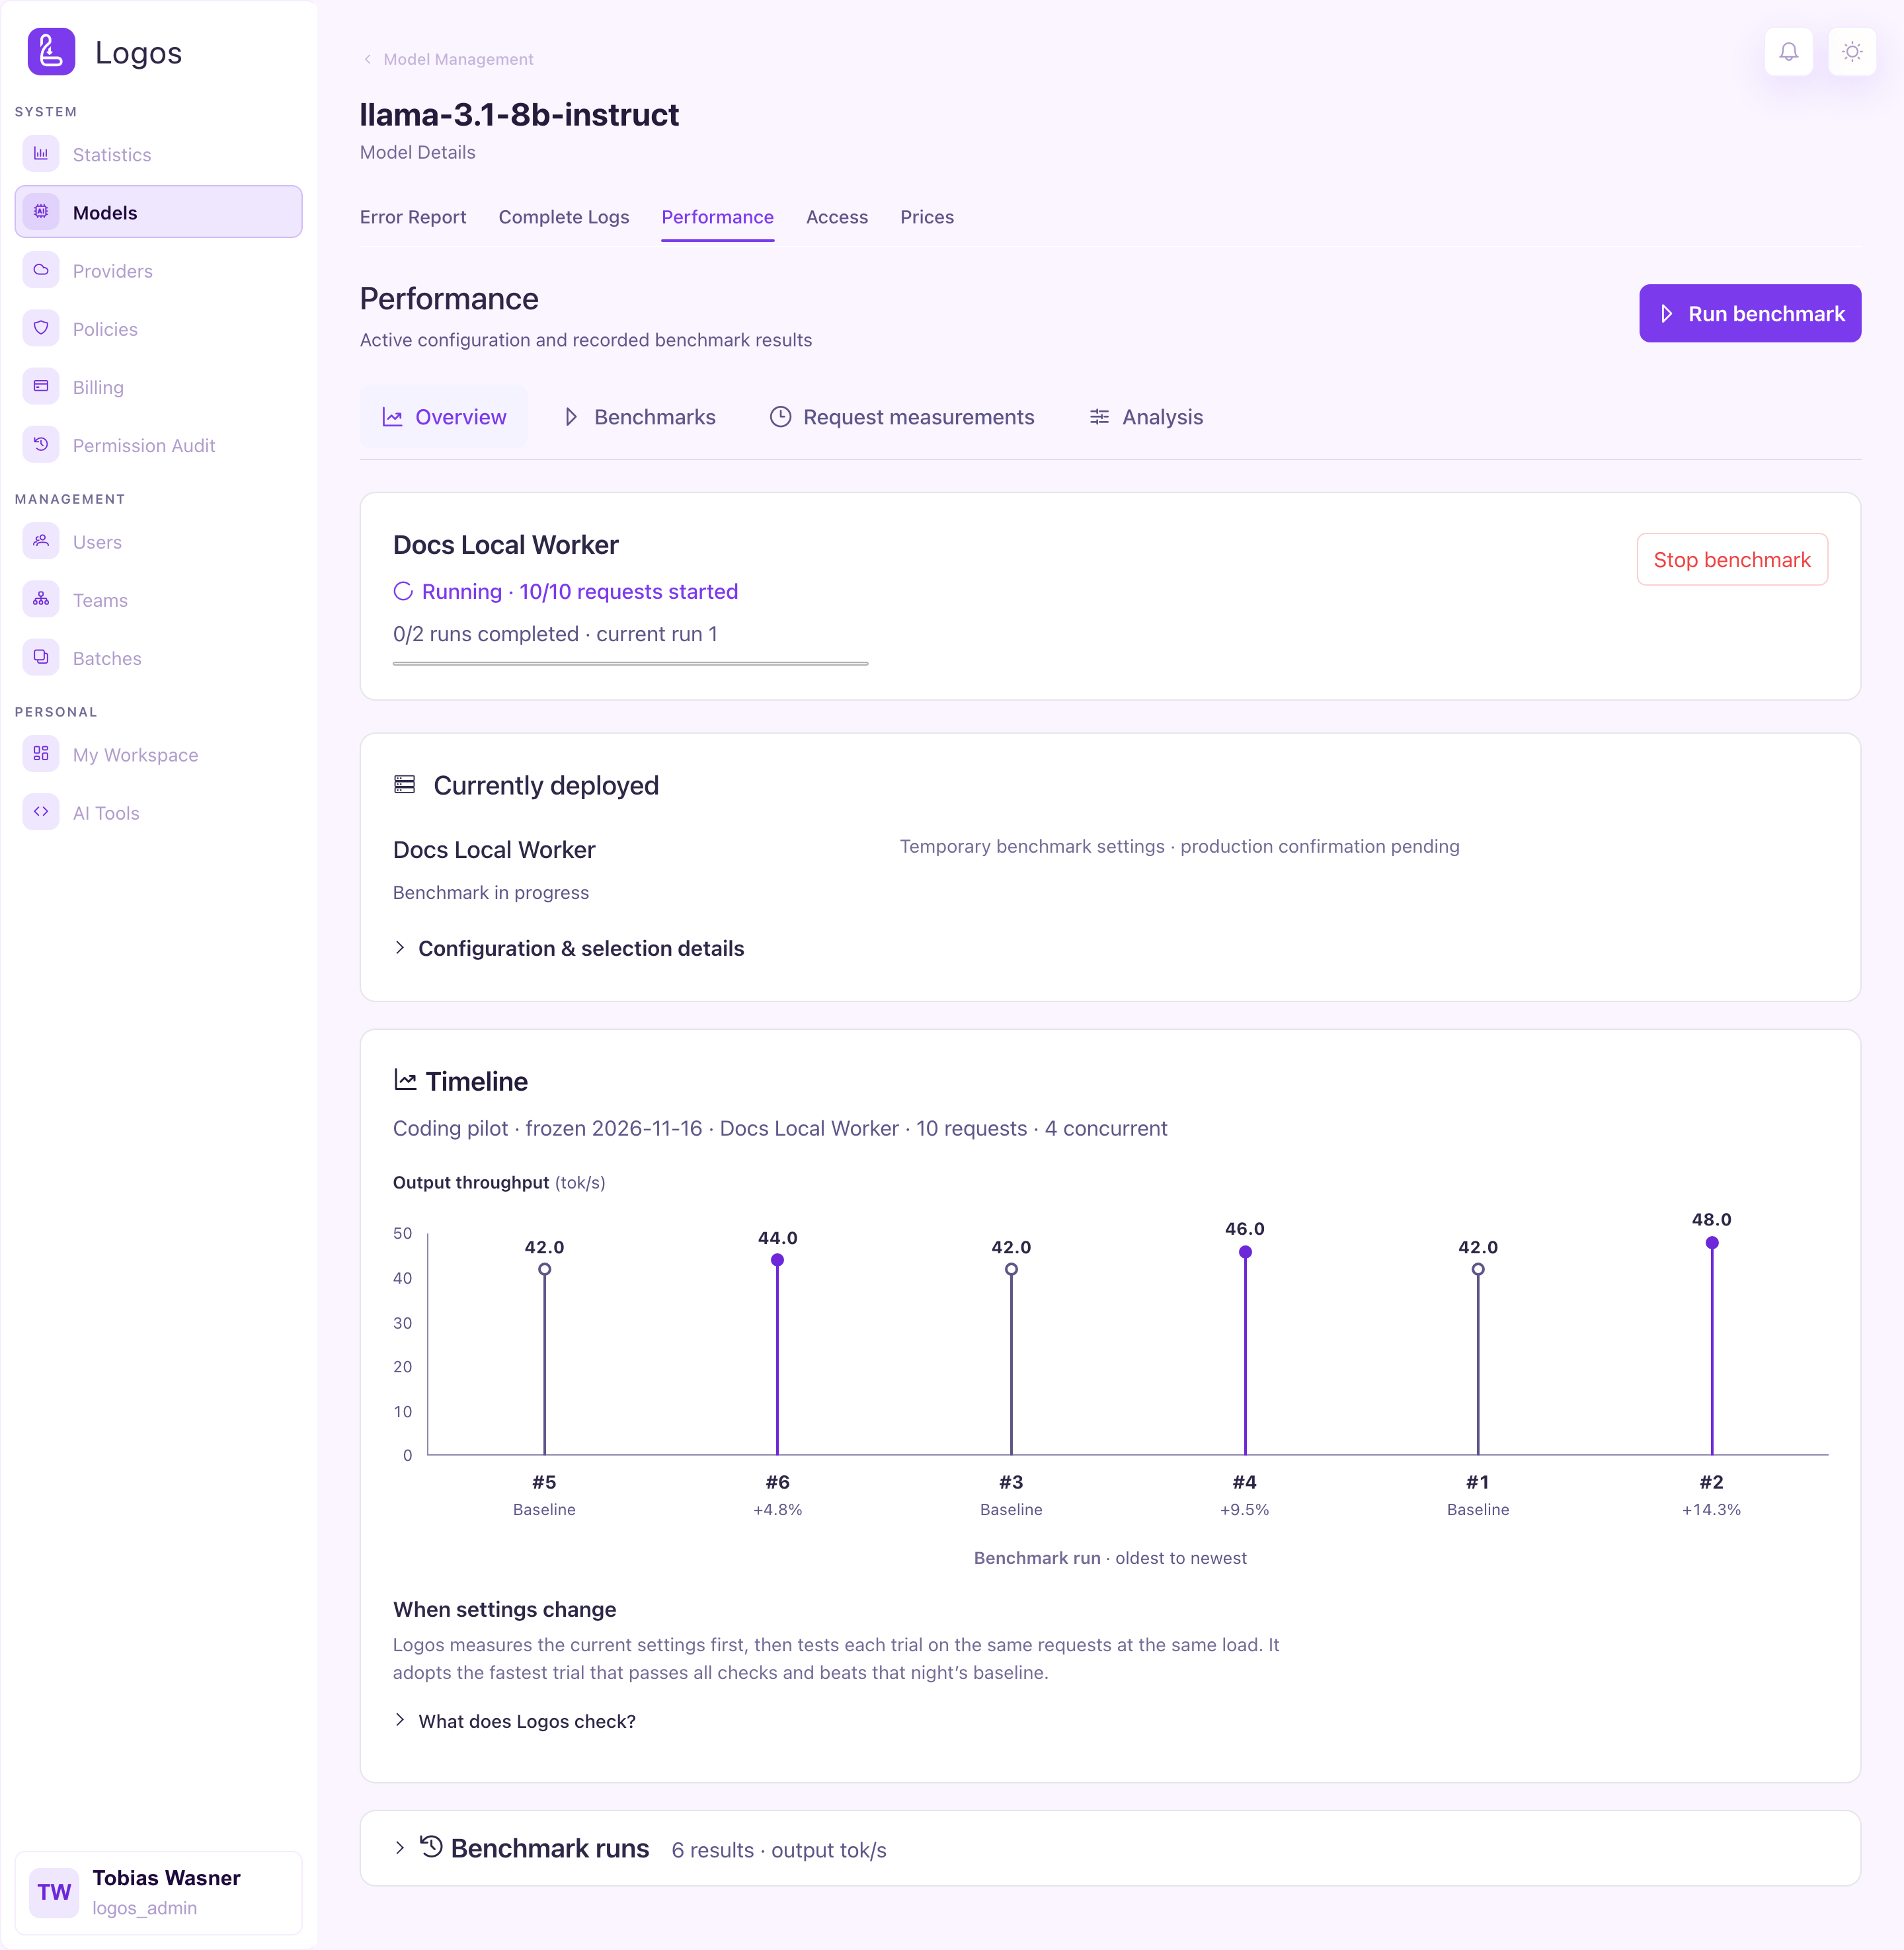 Logos
SYSTEM
Statistics
Models
Providers
Policies
Billing
Permission Audit
MANAGEMENT
Users
Teams
Batches
PERSONAL
My Workspace
AI Tools
TW
Tobias Wasner
logos_admin
Model Management
llama-3.1-8b-instruct
Model Details
Error Report
Complete Logs
Performance
Access
Prices
Performance
Active configuration and recorded benchmark results
Run benchmark
Overview
Benchmarks
Request measurements
Analysis
Docs Local Worker
Running · 10/10 requests started
0/2 runs completed · current run 1
Stop benchmark
Currently deployed
Docs Local Worker
Benchmark in progress
Temporary benchmark settings · production confirmation pending
Configuration & selection details
Timeline
Coding pilot · frozen 2026-11-16 · Docs Local Worker · 10 requests · 4 concurrent
Output throughput (tok/s)
50
40
30
20
10
0
42.0
44.0
42.0
46.0
42.0
48.0
#5
Baseline
#6
+4.8%
#3
Baseline
#4
+9.5%
#1
Baseline
#2
+14.3%
Benchmark run · oldest to newest
When settings change
Logos measures the current settings first, then tests each trial on the same requests at the same load. It
adopts the fastest trial that passes all checks and beats that night’s baseline.
What does Logos check?
Benchmark runs 6 results · output tok/s